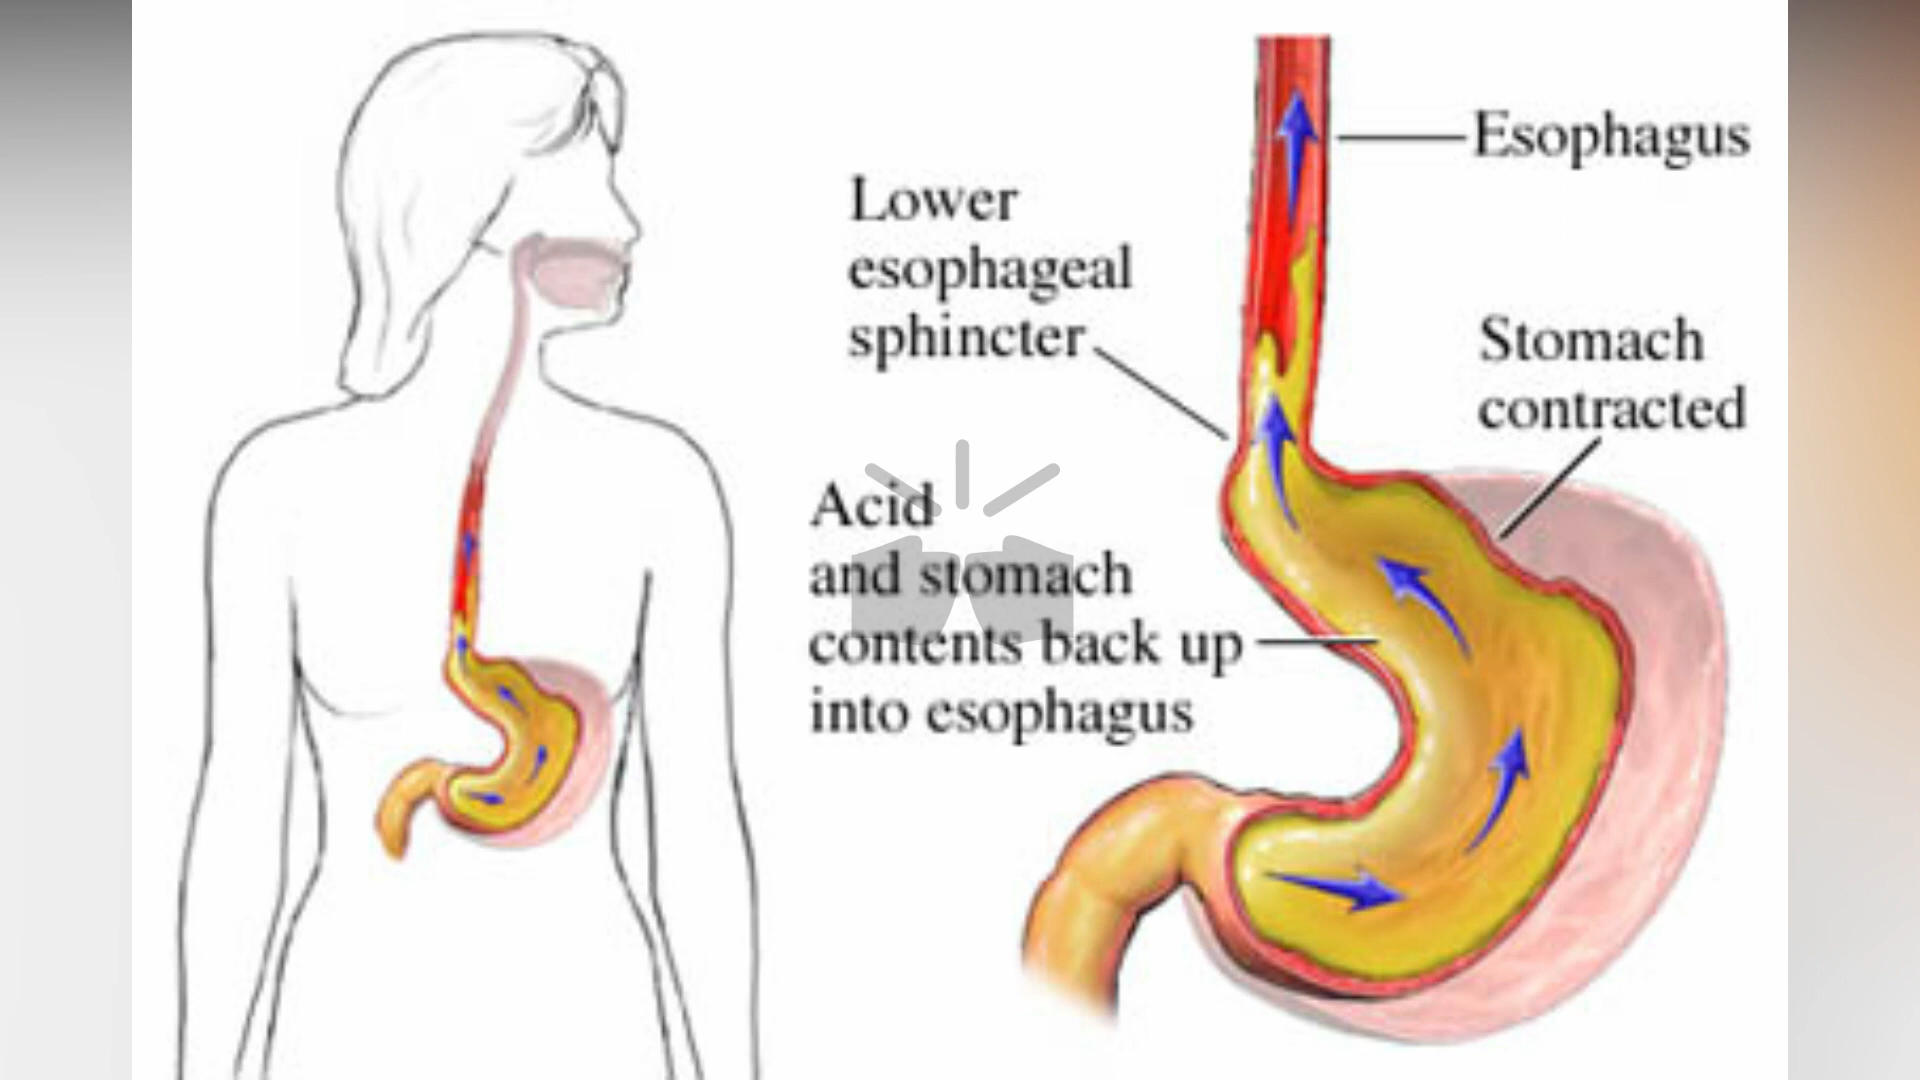 Esophagus
Lower
esophageal
sphincter
Stomach
contracted
Acid
and stomach
contents back up
into esophagus